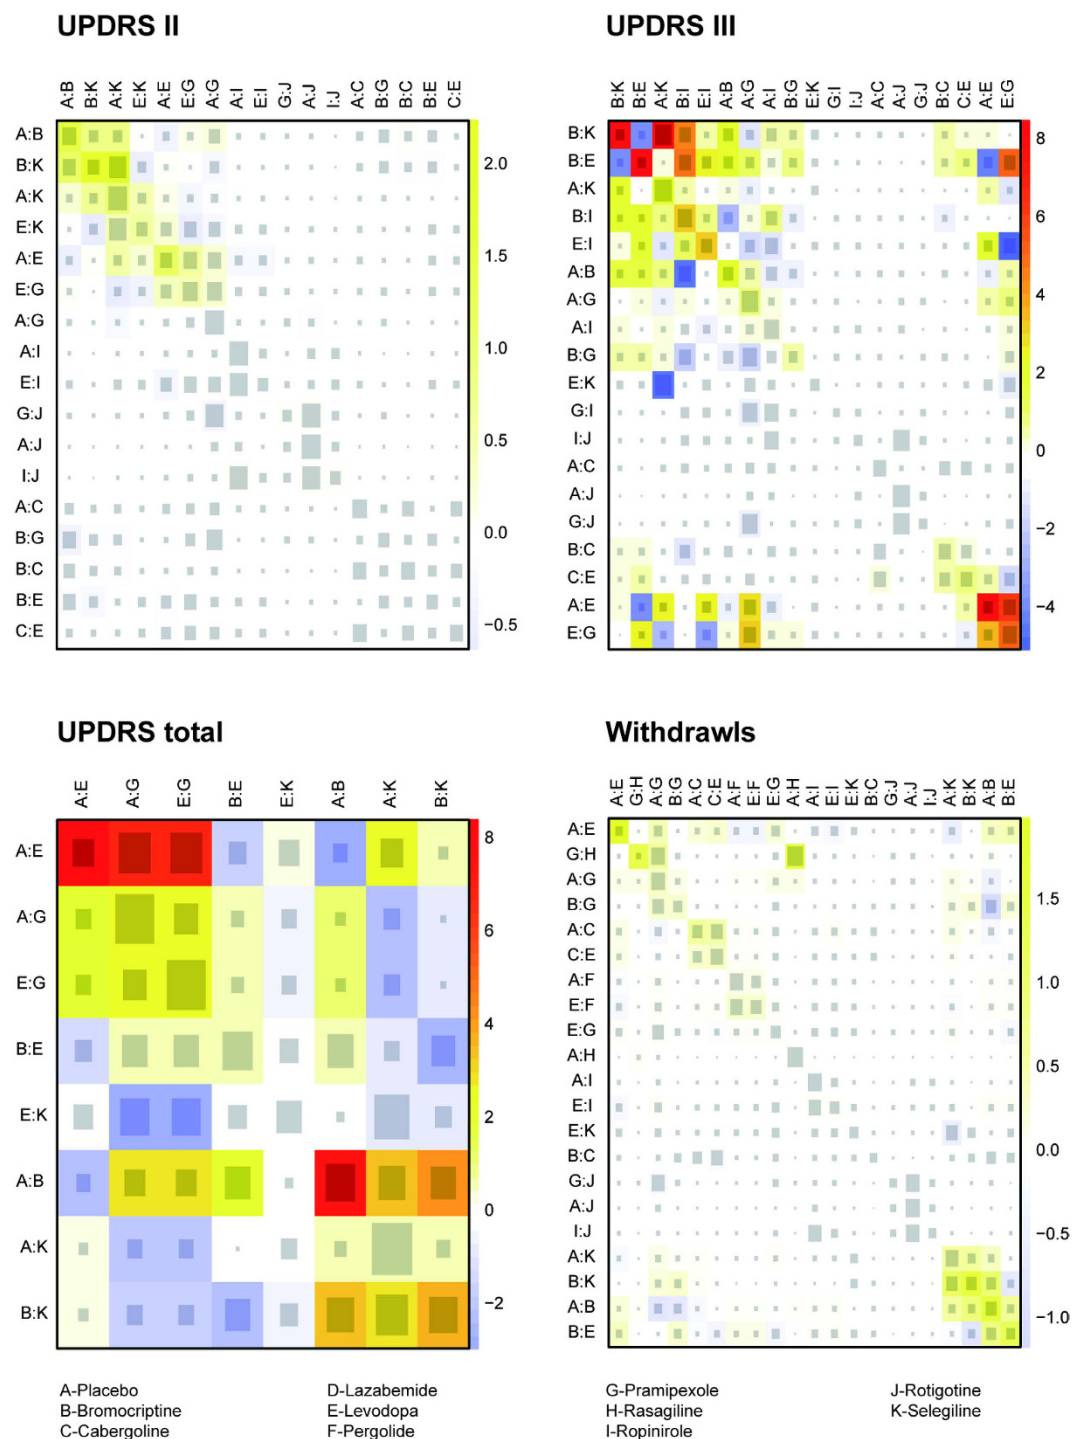 UPDRS II
A:B B:K A:K E:K A:E E:G A:G A:I E:I G:J A:J I:J A:C B:G B:C B:E C:E
A:B
B:K
A:K
E:K
A:E
E:G
A:G
A:I
E:I
G:J
A:J
I:J
A:C
B:G
B:C
B:E
C:E
2.0
1.5
1.0
0.5
0.0
−0.5
UPDRS III
B:K B:E A:K B:I E:I A:B A:G A:I B:G E:K G:I I:J A:C A:J G:J B:C C:E A:E E:G
B:K
B:E
A:K
B:I
E:I
A:B
A:G
A:I
B:G
E:K
G:I
I:J
A:C
A:J
G:J
B:C
C:E
A:E
E:G
8
6
4
2
0
−2
−4
UPDRS total
A:E A:G E:G B:E E:K A:B A:K B:K
A:E
A:G
E:G
B:E
E:K
A:B
A:K
B:K
8
6
4
2
0
−2
Withdrawls
A:E G:H A:G B:G A:C C:E A:F E:F E:G A:H A:I E:I E:K B:C G:J A:J I:J A:K B:K A:B B:E
A:E
G:H
A:G
B:G
A:C
C:E
A:F
E:F
E:G
A:H
A:I
E:I
E:K
B:C
G:J
A:J
I:J
A:K
B:K
A:B
B:E
1.5
1.0
0.5
0.0
−0.5
−1.0
A-Placebo
B-Bromocriptine
C-Cabergoline
D-Lazabemide
E-Levodopa
F-Pergolide
G-Pramipexole
H-Rasagiline
I-Ropinirole
J-Rotigotine
K-Selegiline